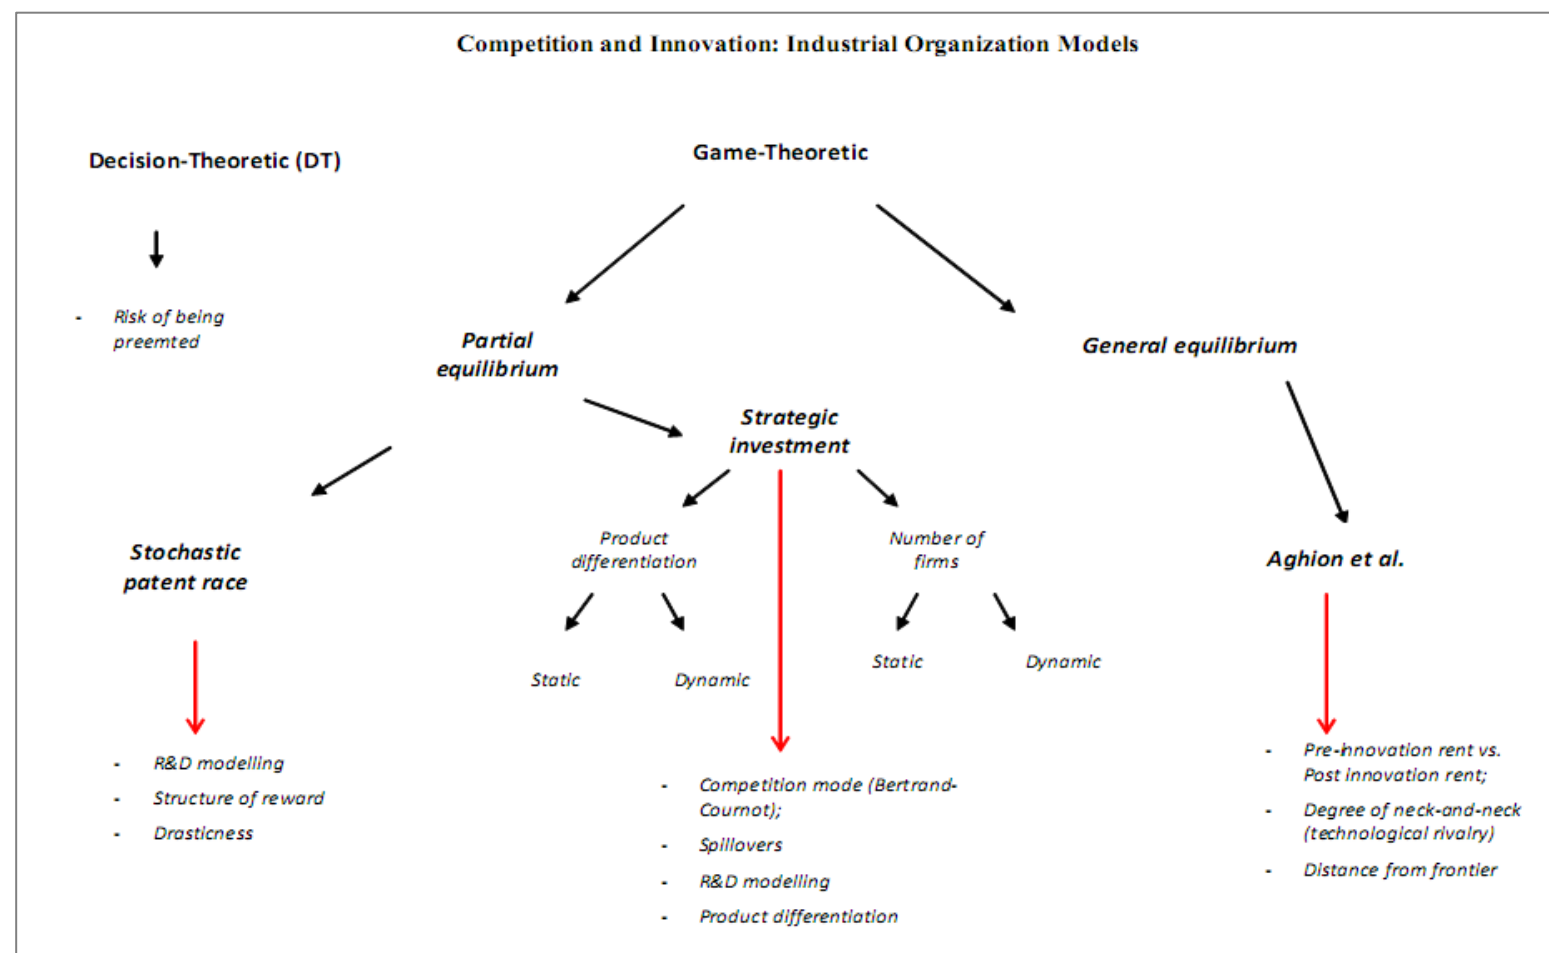 Competition and Innovation: Industrial Organization Models
Decision-Theoretic (DT)
Game-Theoretic
- Risk of being
preemted
Partial
equilibrium
General equilibrium
Strategic
investment
Stochastic
patent race
Product
differentiation
Number of
firms
Aghion et al.
Static
Dynamic
Static
Dynamic
- R&D modelling
- Structure of reward
- Drasticness
- Competition mode (Bertrand-
Cournot);
- Spillovers
- R&D modelling
- Product differentiation
- Pre-innovation rent vs.
Post innovation rent;
- Degree of neck-and-neck
(technological rivalry)
- Distance from frontier